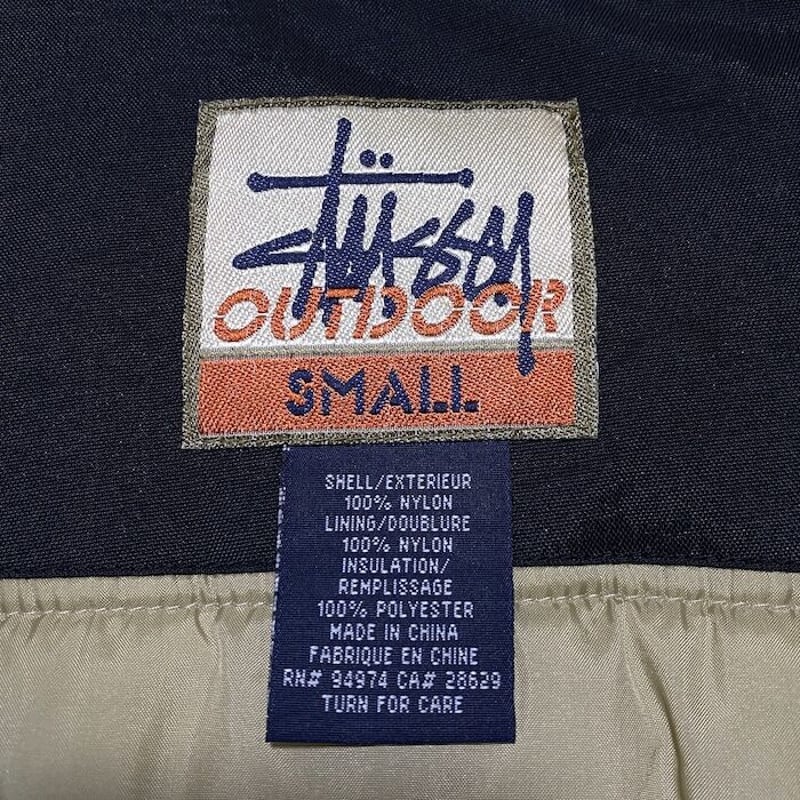 STÜSSY
OUTDOOR
SMALL
SHELL/EXTERIEUR
100% NYLON
LINING/DOUBLURE
100% NYLON
INSULATION/
REMPLISSAGE
100% POLYESTER
MADE IN CHINA
FABRIQUE EN CHINE
RN# 94974 CA# 28629
TURN FOR CARE